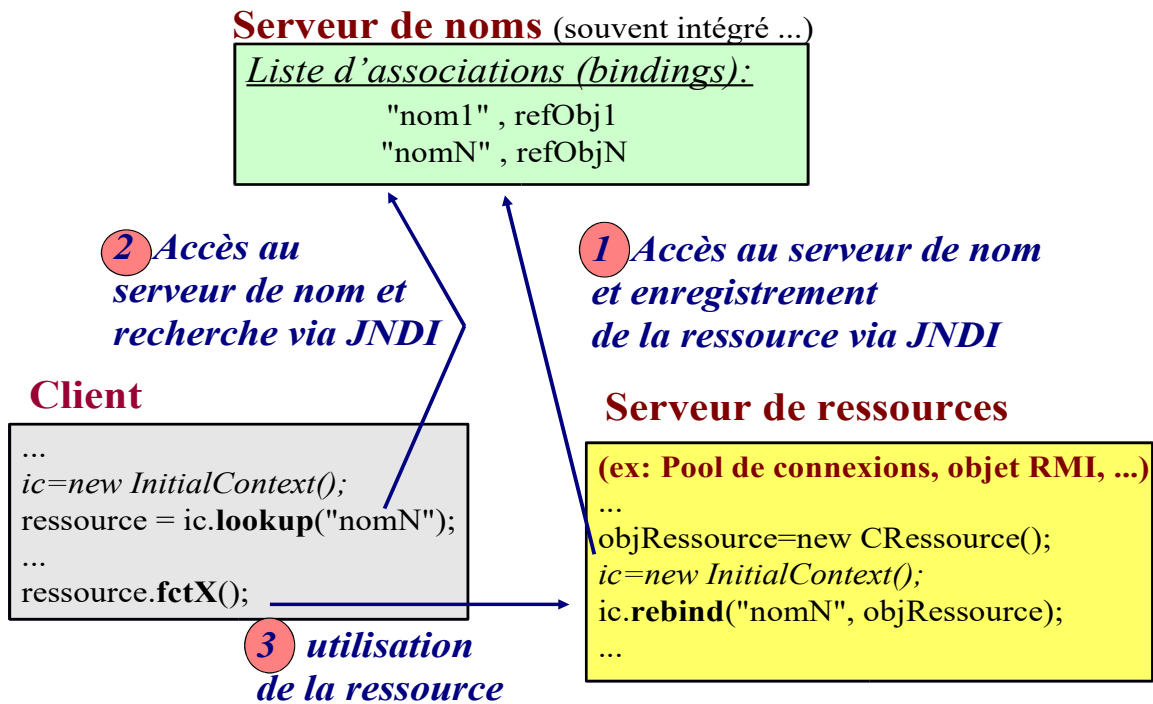 Serveur de noms (souvent intégré ...)
Liste d’associations (bindings):
"nom1" , refObj1
"nomN" , refObjN
2 Accès au
serveur de nom et
recherche via JNDI
1 Accès au serveur de nom
et enregistrement
de la ressource via JNDI
Client
...
ic=new InitialContext();
ressource = ic.lookup("nomN");
...
ressource.fctX();
Serveur de ressources
(ex: Pool de connexions, objet RMI, ...)
...
objRessource=new CRessource();
ic=new InitialContext();
ic.rebind("nomN", objRessource);
...
3 utilisation
de la ressource